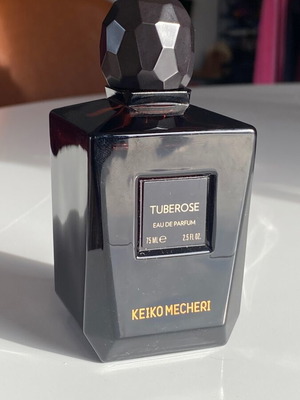 TUBEROSE
EAU DE PARFUM
75 ML℮ 2.5 FL.OZ.
KEIKO MECHERI